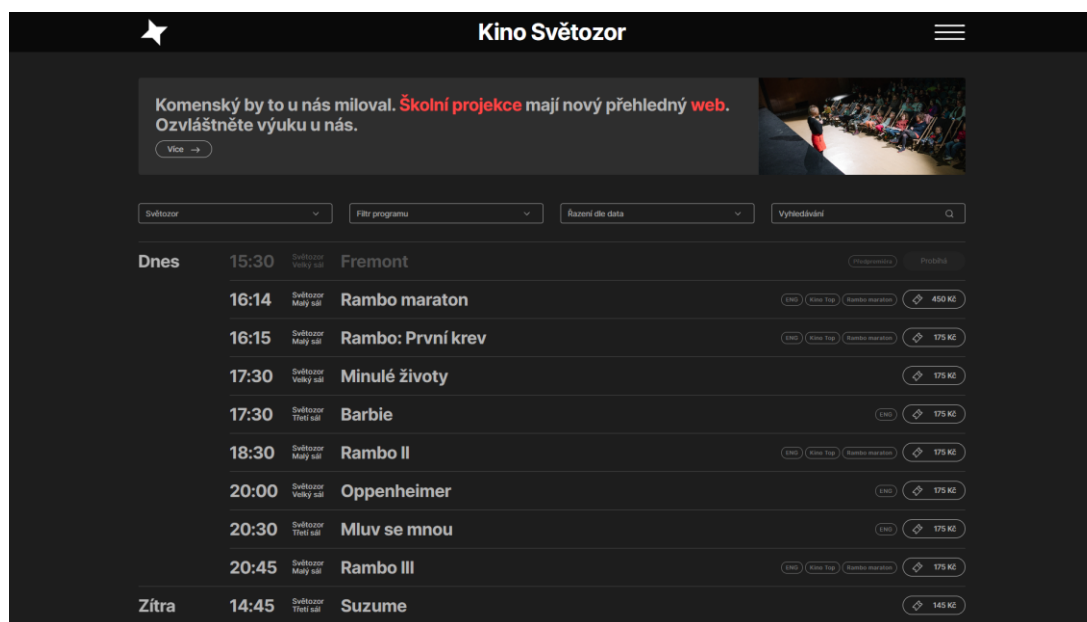 Kino Světozor
Komenský by to u nás miloval. Školní projekce mají nový přehledný web.
Ozvláštněte výuku u nás.
Více →
Světozor
Filtr programu
Řazení dle data
Vyhledávání
Dnes
15:30 Světozor Velký sál Fremont Předpremiéra Proběhlo
16:14 Světozor Malý sál Rambo maraton ENG Kino Top Rambo maraton 450 Kč
16:15 Světozor Malý sál Rambo: První krev ENG Kino Top Rambo maraton 175 Kč
17:30 Světozor Velký sál Minulé životy 175 Kč
17:30 Světozor Třetí sál Barbie ENG 175 Kč
18:30 Světozor Malý sál Rambo II ENG Kino Top Rambo maraton 175 Kč
20:00 Světozor Velký sál Oppenheimer ENG 175 Kč
20:30 Světozor Třetí sál Mluv se mnou ENG 175 Kč
20:45 Světozor Malý sál Rambo III ENG Kino Top Rambo maraton 175 Kč
Zítra
14:45 Světozor Třetí sál Suzume 145 Kč